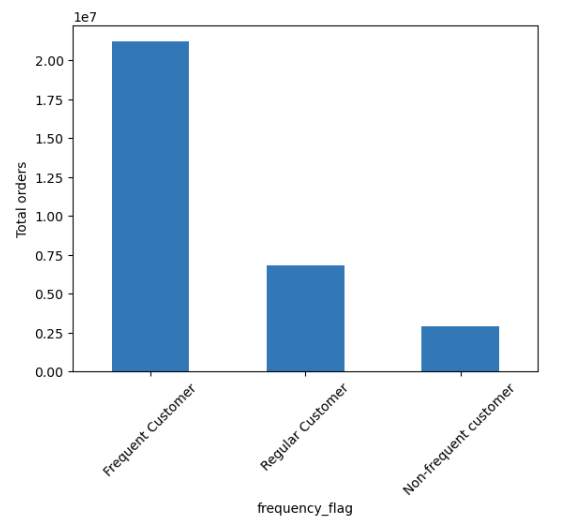 1e7
2.00
1.75
1.50
1.25
1.00
0.75
0.50
0.25
0.00
Total orders
Frequent Customer
Regular Customer
Non-frequent customer
frequency_flag